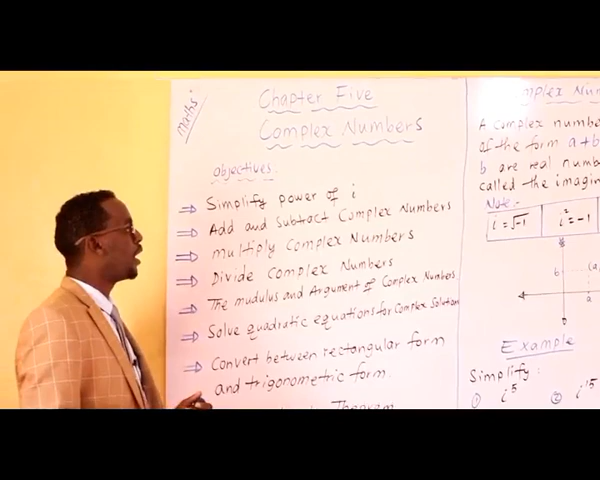 maths
Chapter Five
Complex Numbers
objectives.
⇒ Simplify power of i
⇒ Add and subtract Complex Numbers
⇒ multiply Complex Numbers
⇒ Divide Complex Numbers
⇒ The mudulus and Argument of Complex Numbers
⇒ Solve quadratic equations for Complex Solution
⇒ Convert between rectangular form
and trigonometric form
Theorem
omplex Num
A complex numbe
of the form a+b
b are real numb
called the imagin
Note:-
i = √-1
i² = -1
b
(a,
a
Example
Simplify:
① i⁵
② i¹⁵